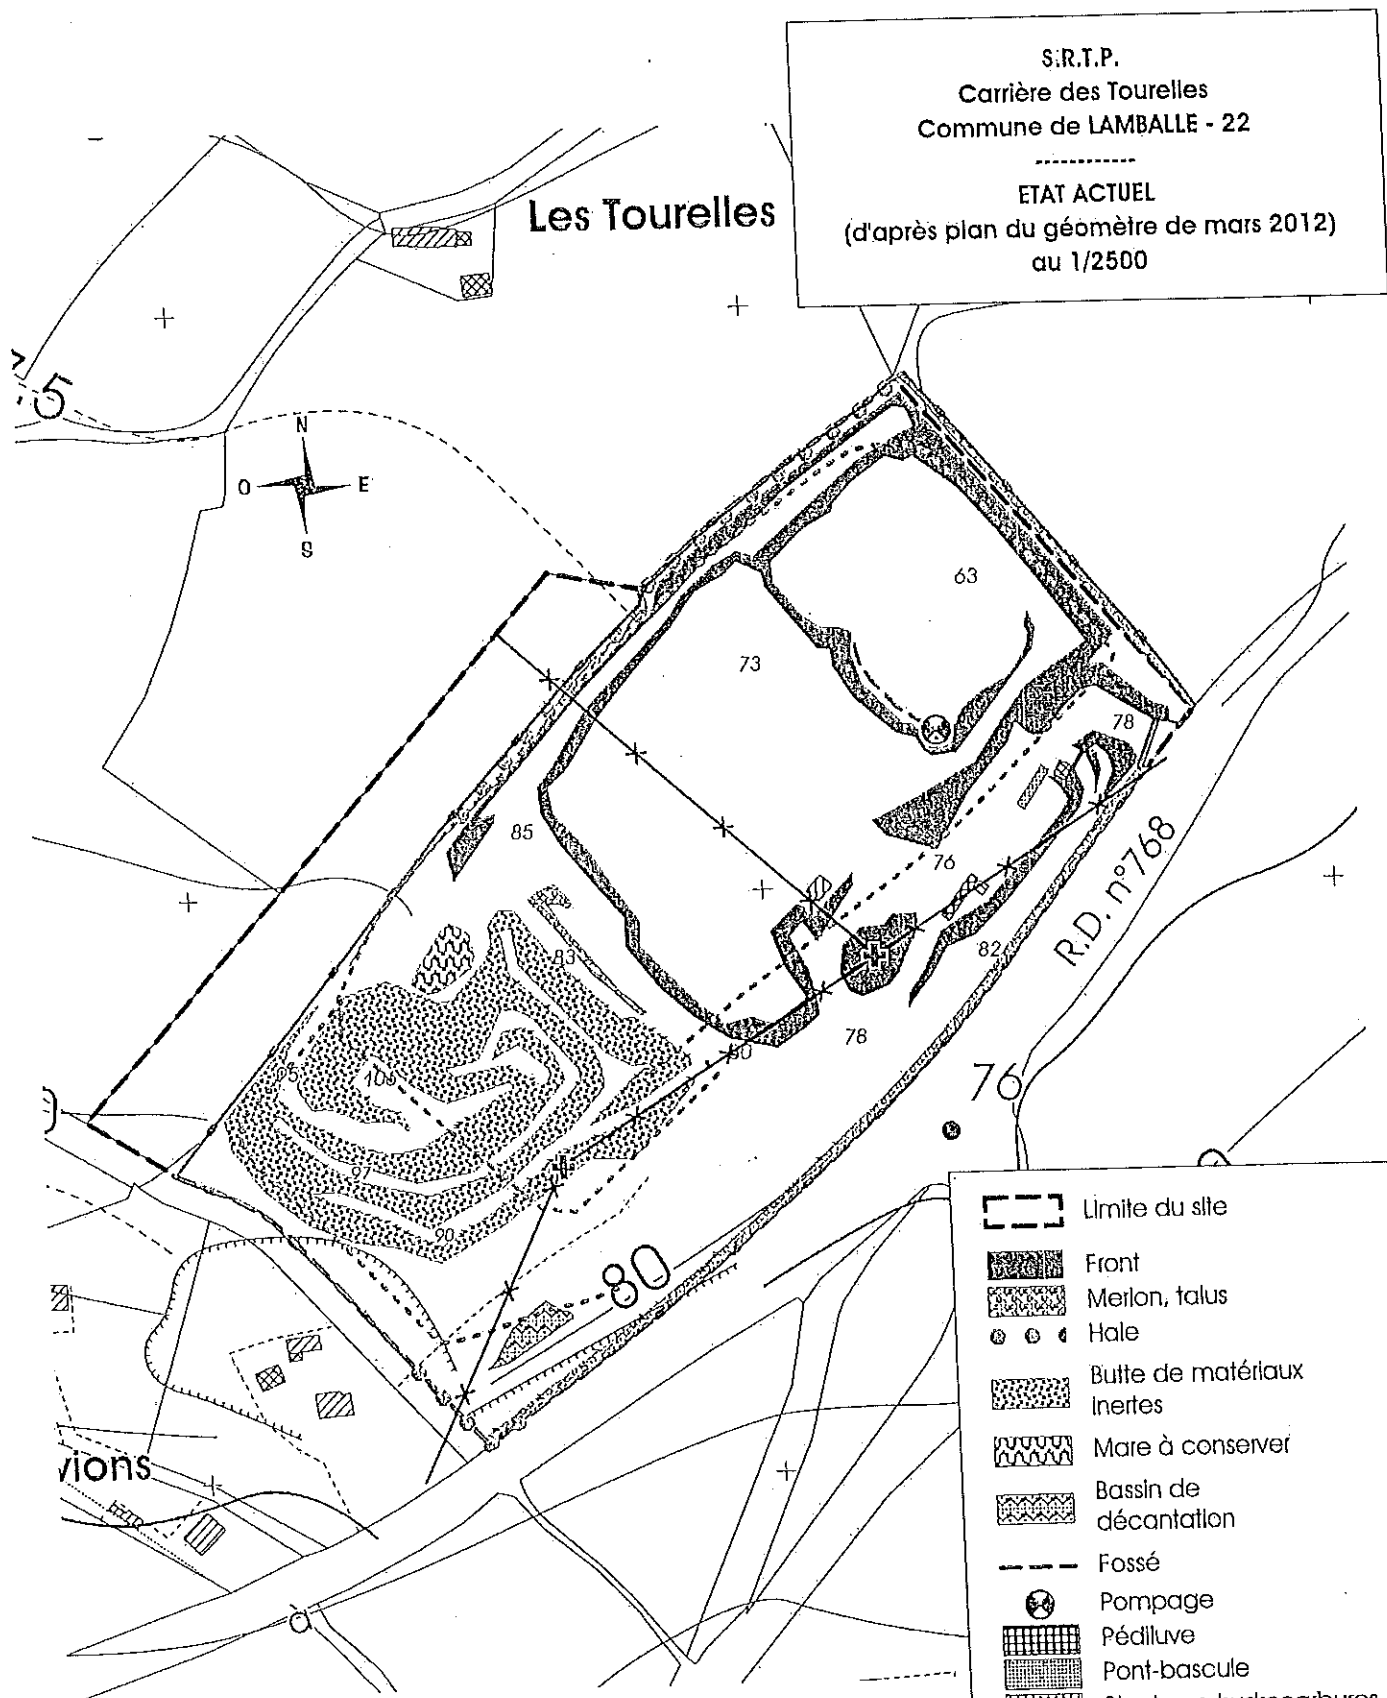 S.R.T.P.
Carrière des Tourelles
Commune de LAMBALLE - 22
------------
ETAT ACTUEL
(d'après plan du géomètre de mars 2012)
au 1/2500
Les Tourelles
5
N
O
E
S
63
73
78
85
76
83
82
R.D. n°768
80
78
95
103
76
97
90
80
vions
Limite du site
Front
Merlon, talus
Haie
Butte de matériaux
inertes
Mare à conserver
Bassin de
décantation
Fossé
Pompage
Pédiluve
Pont-bascule